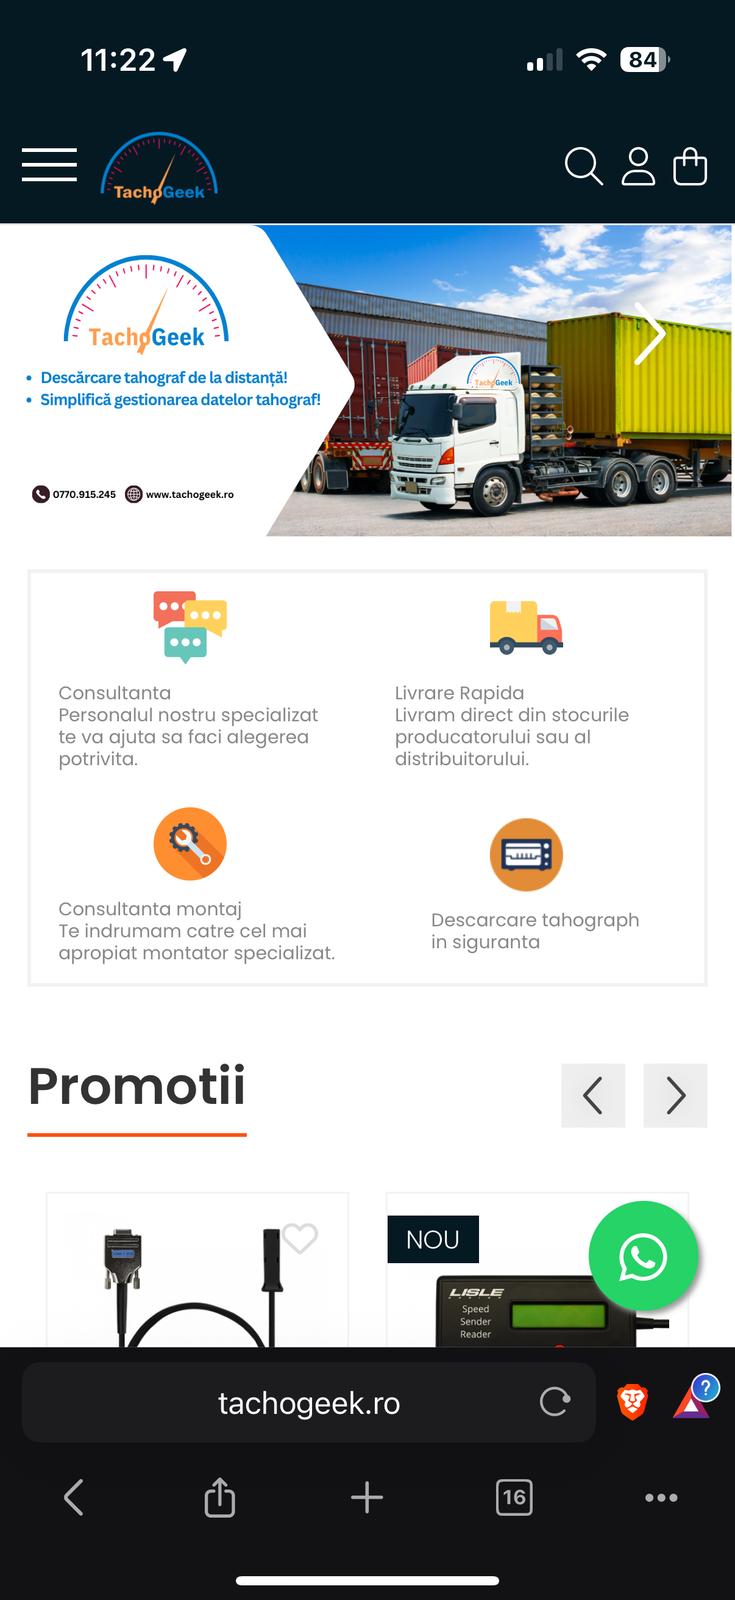 11:22
84
TachoGeek
TachoGeek
• Descărcare tahograf de la distanță!
• Simplifică gestionarea datelor tahograf!
TachoGeek
0770.915.245 www.tachogeek.ro
Consultanta
Personalul nostru specializat
te va ajuta sa faci alegerea
potrivita.
Livrare Rapida
Livram direct din stocurile
producatorului sau al
distribuitorului.
Consultanta montaj
Te indrumam catre cel mai
apropiat montator specializat.
Descarcare tahograph
in siguranta
Promotii
NOU
LISLE
Speed
Sender
Reader
tachogeek.ro
?
16